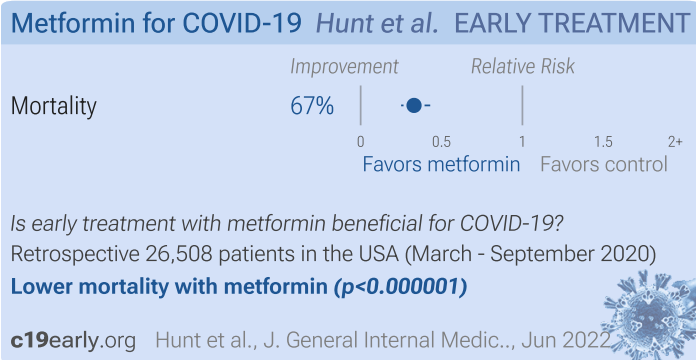 Metformin for COVID-19 Hunt et al. EARLY TREATMENT
Improvement Relative Risk
Mortality 67%
0 0.5 1 1.5 2+
Favors metformin Favors control
Is early treatment with metformin beneficial for COVID-19?
Retrospective 26,508 patients in the USA (March - September 2020)
Lower mortality with metformin (p<0.000001)
c19early.org Hunt et al., J. General Internal Medic.., Jun 2022